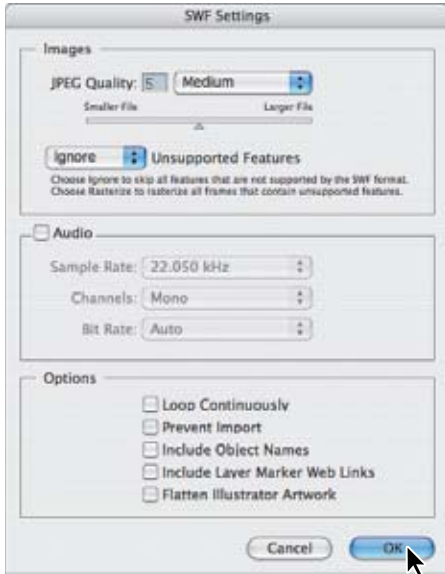 SWF Settings
Images
JPEG Quality: 5 Medium
Smaller File Larger File
Ignore Unsupported Features
Choose Ignore to skip all features that are not supported by the SWF format.
Choose Rasterize to rasterize all frames that contain unsupported features.
Audio
Sample Rate: 22.050 kHz
Channels: Mono
Bit Rate: Auto
Options
Loop Continuously
Prevent Import
Include Object Names
Include Layer Marker Web Links
Flatten Illustrator Artwork
Cancel OK